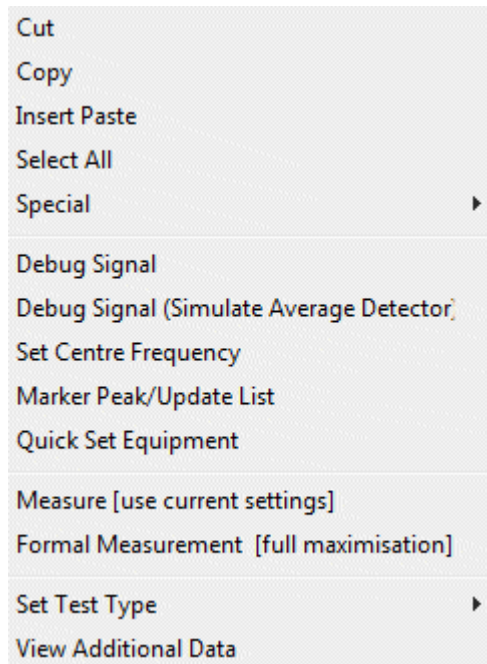 Cut
Copy
Insert Paste
Select All
Special
Debug Signal
Debug Signal (Simulate Average Detector)
Set Centre Frequency
Marker Peak/Update List
Quick Set Equipment
Measure [use current settings]
Formal Measurement  [full maximisation]
Set Test Type
View Additional Data